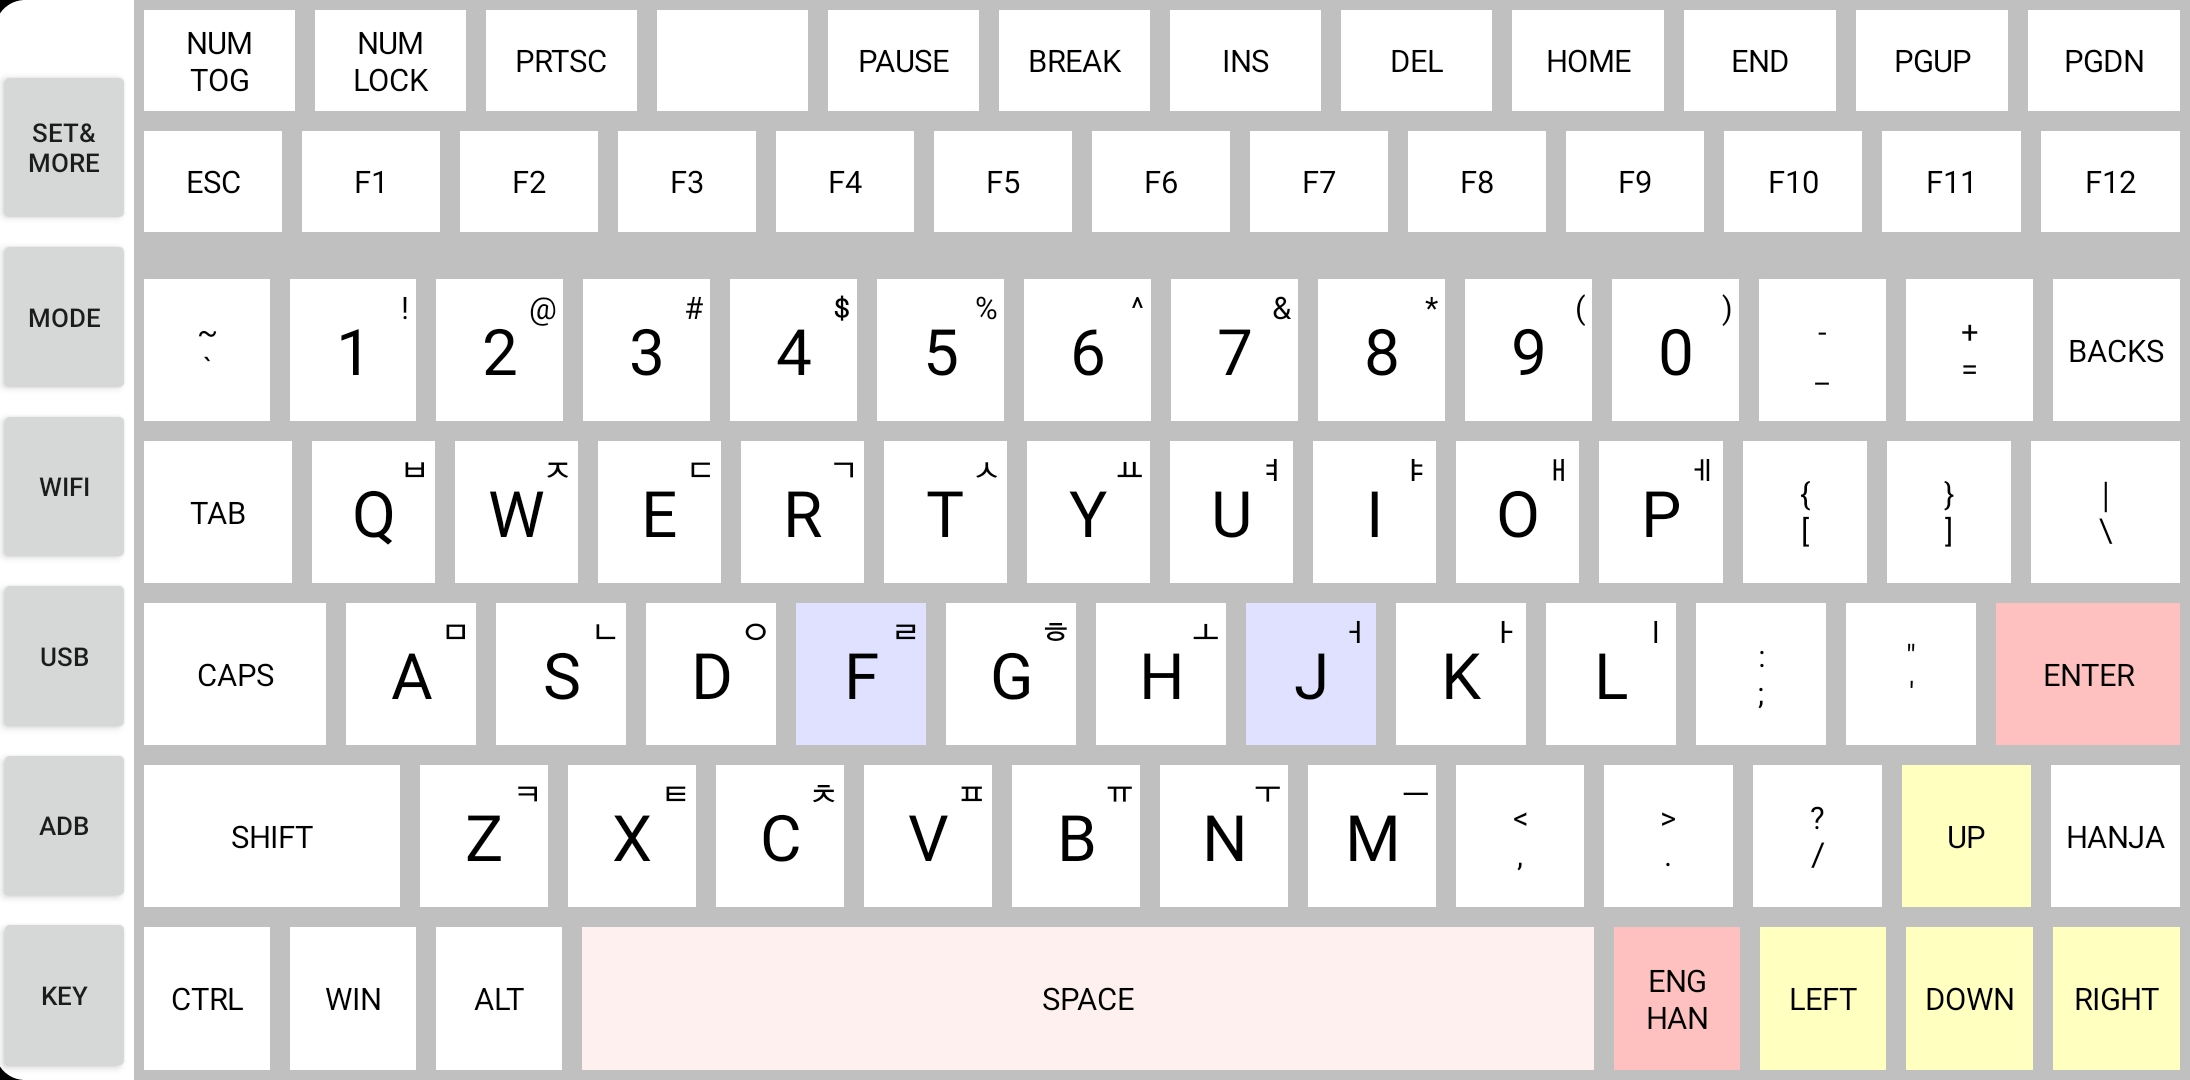 NUM TOG
NUM LOCK
PRTSC
PAUSE
BREAK
INS
DEL
HOME
END
PGUP
PGDN
SET& MORE
ESC
F1
F2
F3
F4
F5
F6
F7
F8
F9
F10
F11
F12
MODE
~ `
1 !
2 @
3 #
4 $
5 %
6 ^
7 &
8 *
9 (
0 )
- _
+ =
BACKS
WIFI
TAB
Q ㅂ
W ㅈ
E ㄷ
R ㄱ
T ㅅ
Y ㅛ
U ㅕ
I ㅑ
O ㅐ
P ㅔ
{ [
} ]
| \
USB
CAPS
A ㅁ
S ㄴ
D ㅇ
F ㄹ
G ㅎ
H ㅗ
J ㅓ
K ㅏ
L ㅣ
: ;
" '
ENTER
ADB
SHIFT
Z ㅋ
X ㅌ
C ㅊ
V ㅍ
B ㅠ
N ㅜ
M ㅡ
< ,
> .
? /
UP
HANJA
KEY
CTRL
WIN
ALT
SPACE
ENG HAN
LEFT
DOWN
RIGHT